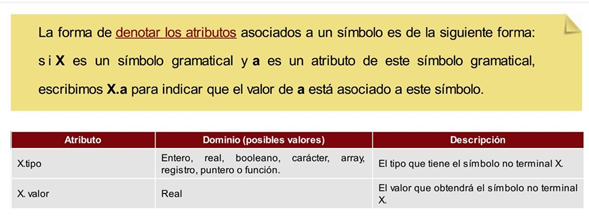 La forma de denotar los atributos asociados a un símbolo es de la siguiente forma:
si X es un símbolo gramatical y a es un atributo de este símbolo gramatical,
escribimos X.a para indicar que el valor de a está asociado a este símbolo.
Atributo Dominio (posibles valores) Descripción
X.tipo Entero, real, booleano, carácter, array, El tipo que tiene el símbolo no terminal X.
registro, puntero o función.
X. valor Real El valor que obtendrá el símbolo no terminal
X.